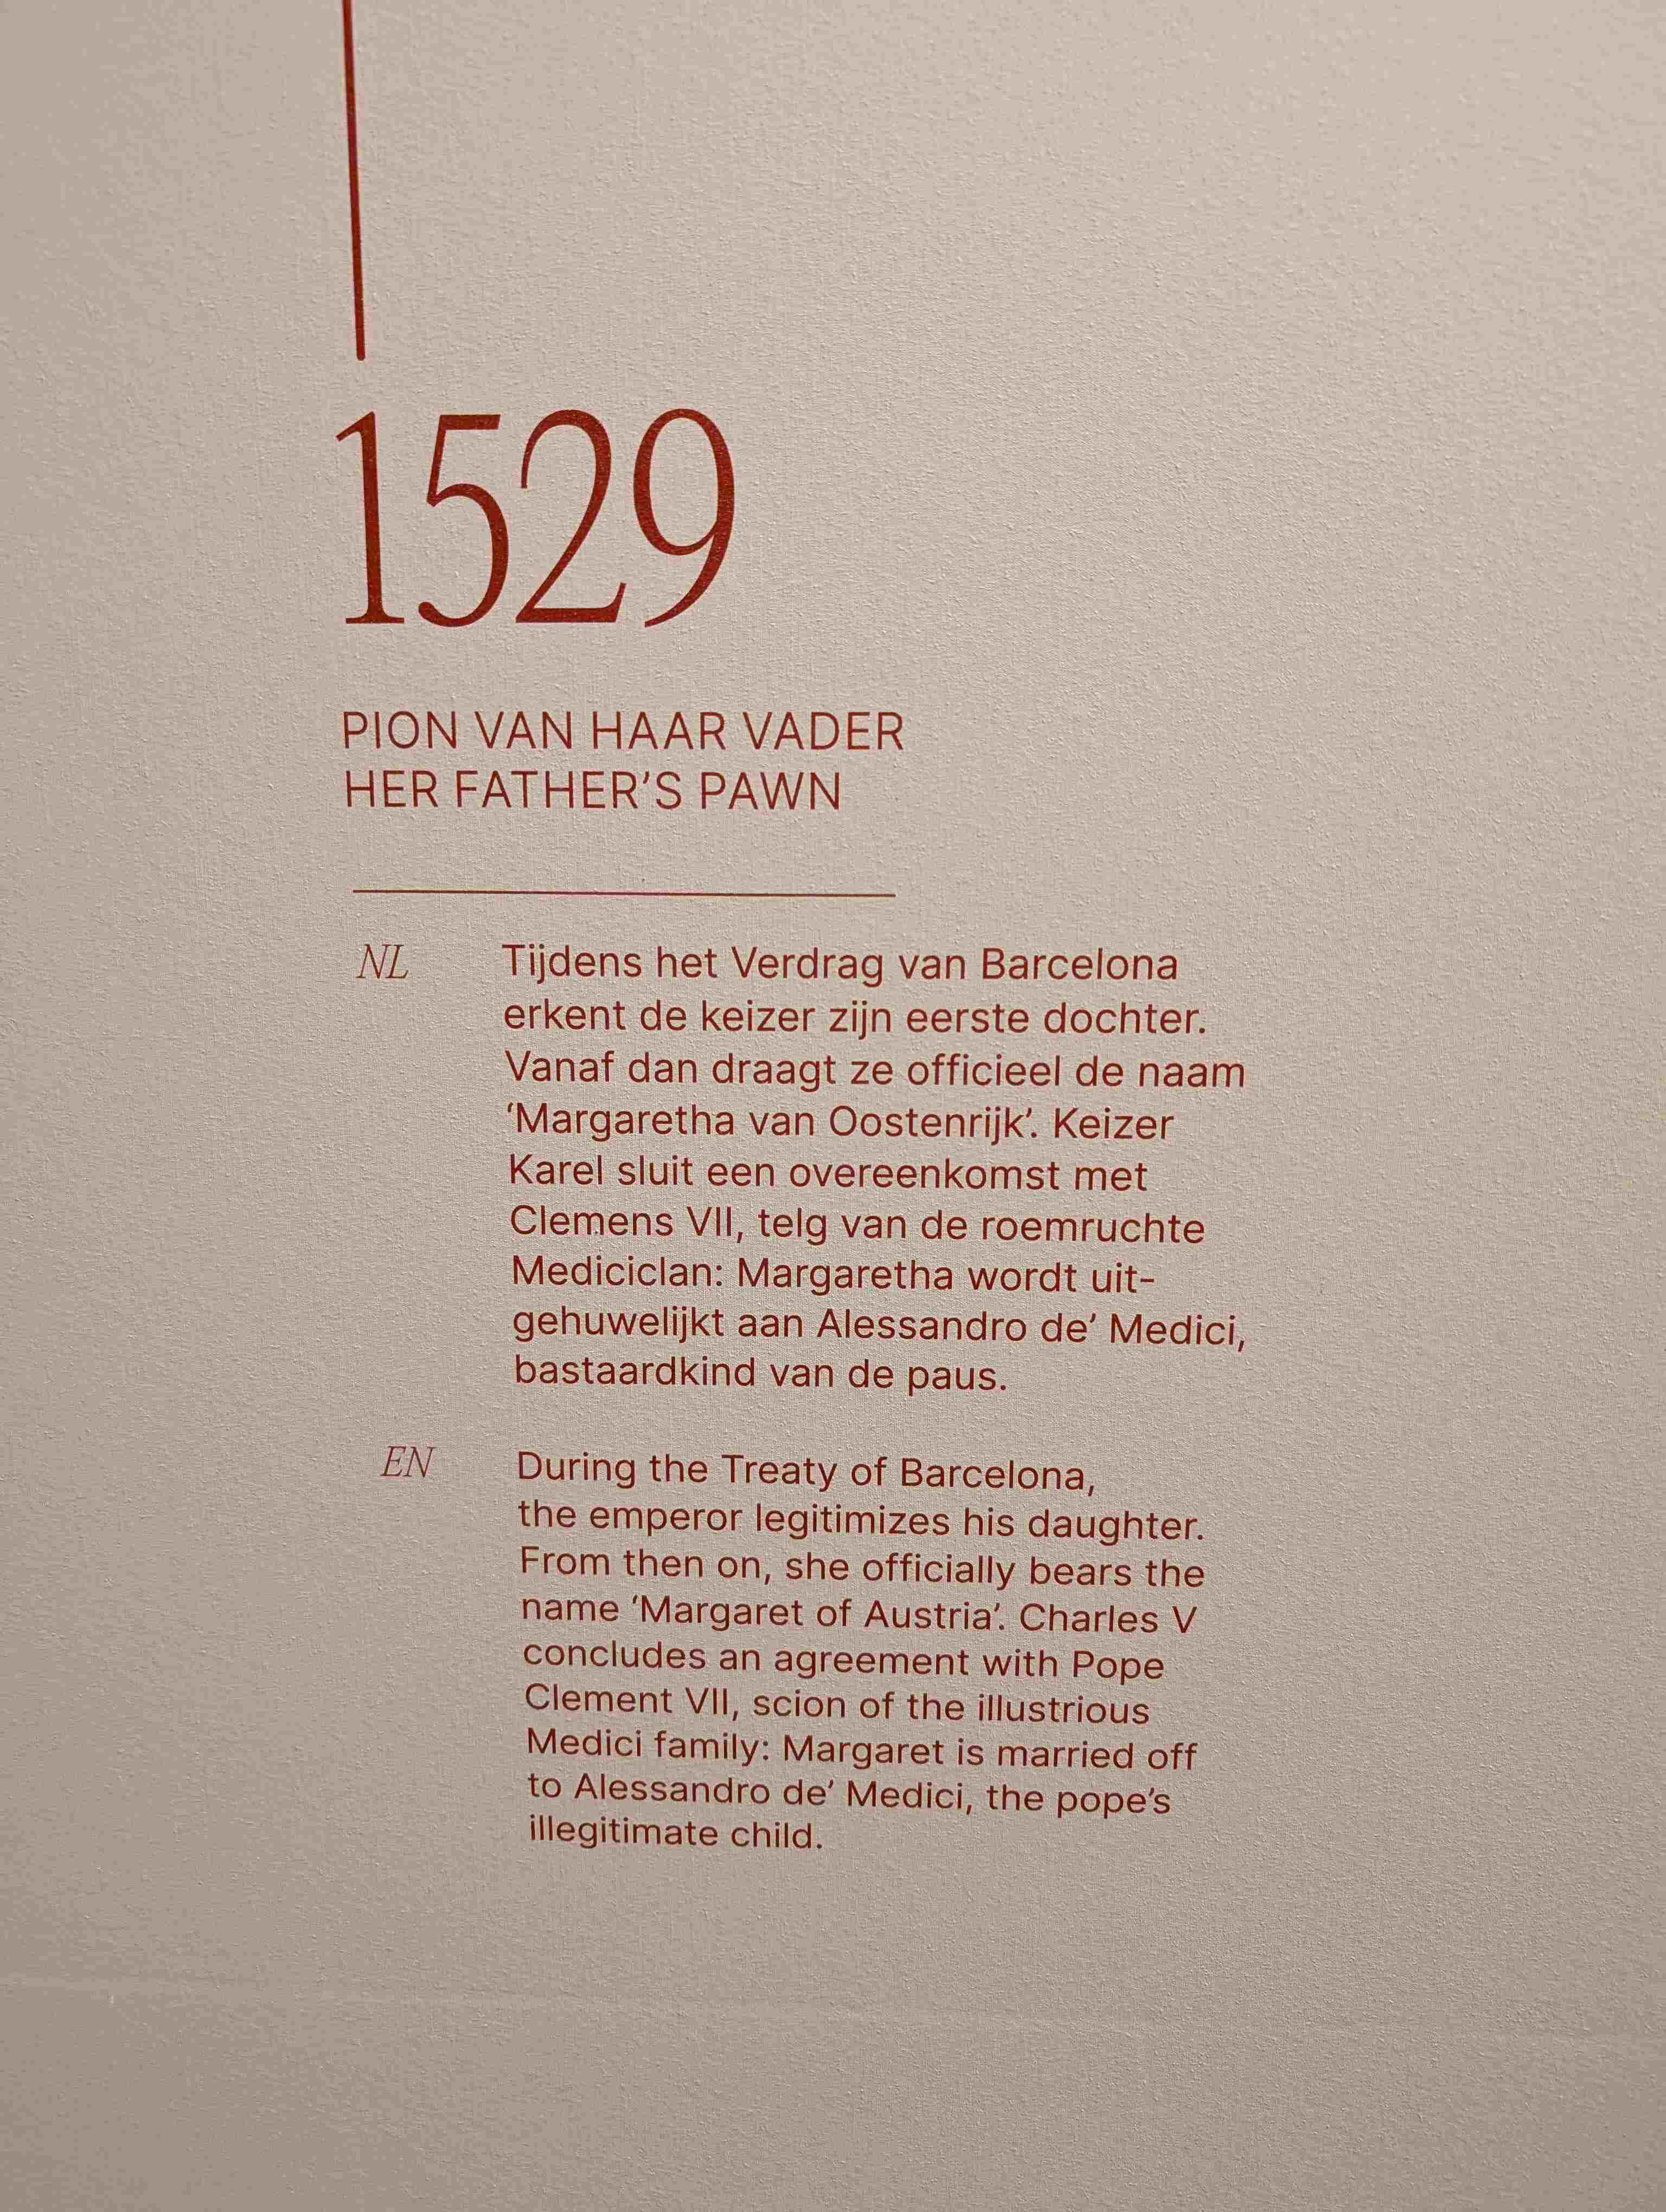 1529
PION VAN HAAR VADER
HER FATHER’S PAWN
NL
Tijdens het Verdrag van Barcelona
erkent de keizer zijn eerste dochter.
Vanaf dan draagt ze officieel de naam
‘Margaretha van Oostenrijk’. Keizer
Karel sluit een overeenkomst met
Clemens VII, telg van de roemruchte
Mediciclan: Margaretha wordt uit-
gehuwelijkt aan Alessandro de’ Medici,
bastaardkind van de paus.
EN
During the Treaty of Barcelona,
the emperor legitimizes his daughter.
From then on, she officially bears the
name ‘Margaret of Austria’. Charles V
concludes an agreement with Pope
Clement VII, scion of the illustrious
Medici family: Margaret is married off
to Alessandro de’ Medici, the pope’s
illegitimate child.